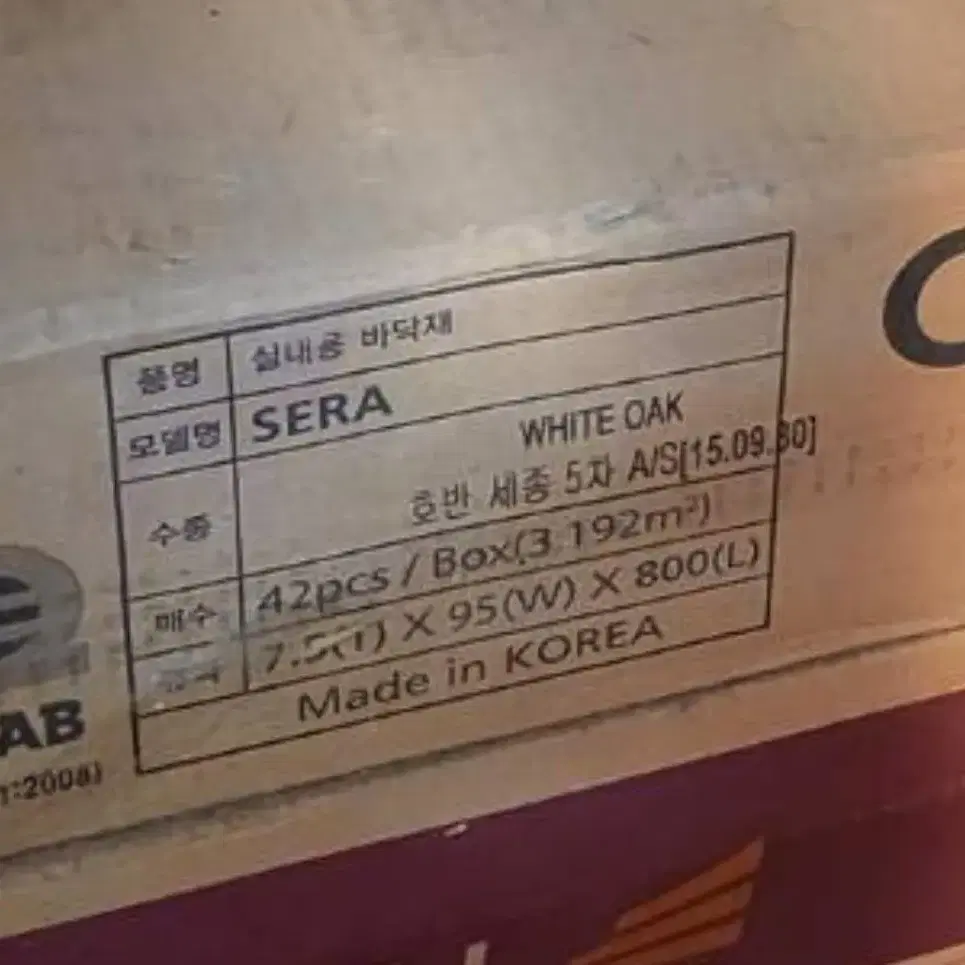 품명 실내용 바닥재
모델명 SERA
수종 WHITE OAK
호반 세종 5차 A/S[15.09.30]
매수 42pcs / Box(3.192m²)
7.5(T) X 95(W) X 800(L)
Made in KOREA
AB
1:2008)